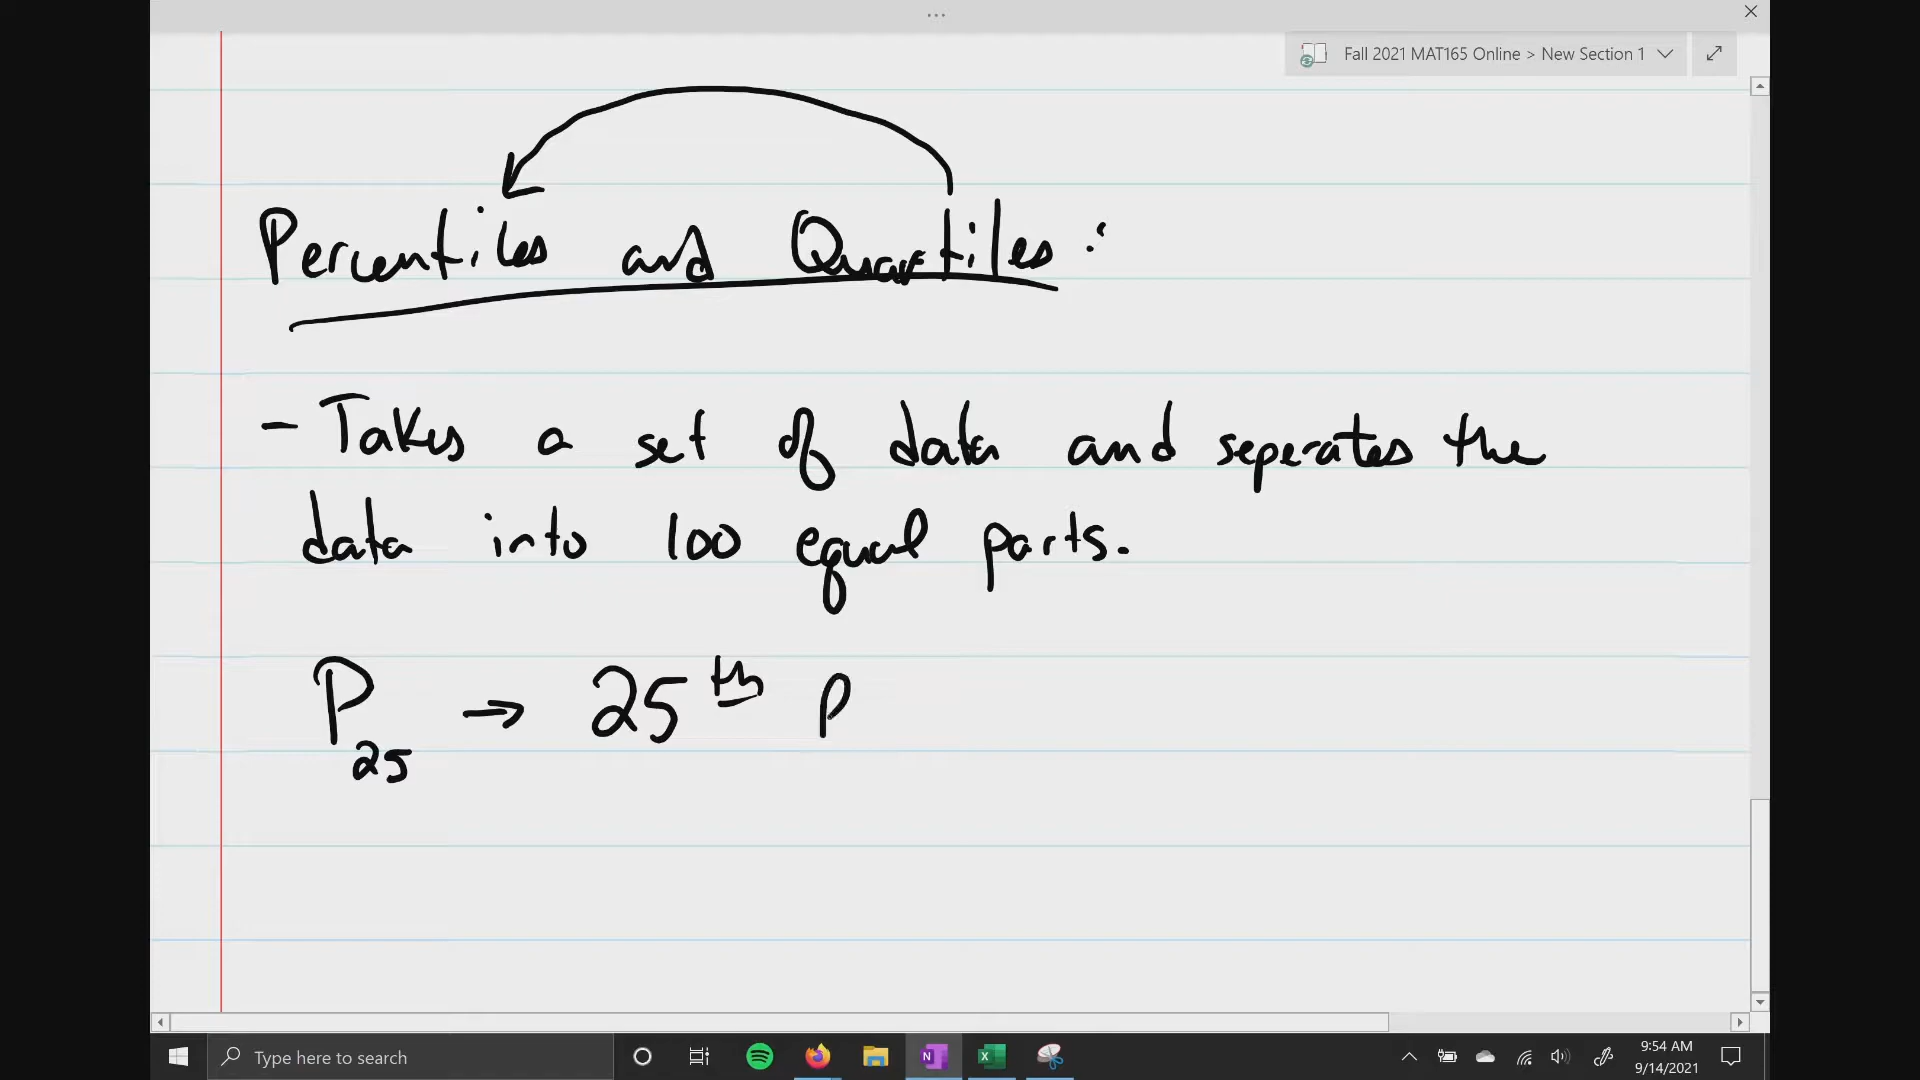 ...
Fall 2021 MAT165 Online > New Section 1
Percentiles and Quartiles :
- Takes a set of data and seperates the
data into 100 equal parts.
P25 → 25th P
Type here to search
9:54 AM
9/14/2021